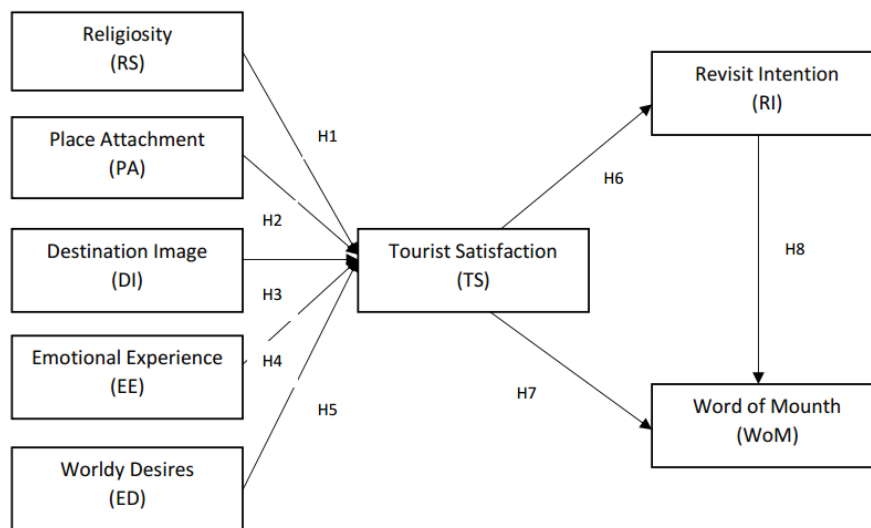 Religiosity
(RS)
Place Attachment
(PA)
Destination Image
(DI)
Emotional Experience
(EE)
Worldy Desires
(ED)
H1
H2
H3
H4
H5
Tourist Satisfaction
(TS)
H6
H7
Revisit Intention
(RI)
H8
Word of Mounth
(WoM)